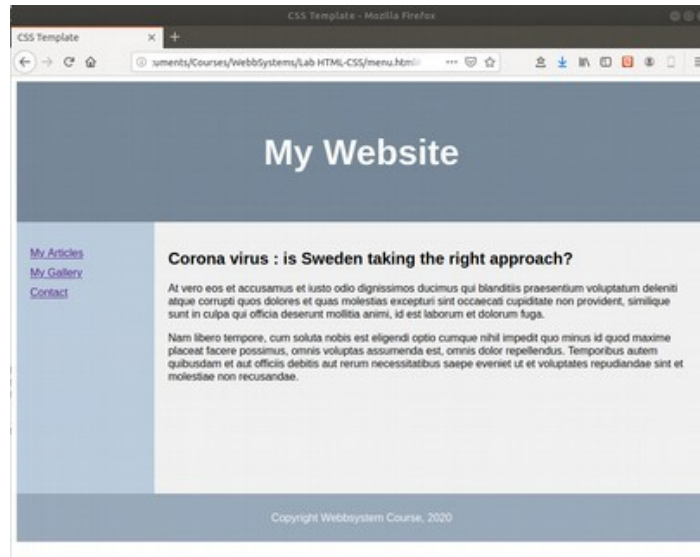 CSS Template - Mozilla Firefox
CSS Template
uments/Courses/WebbSystems/Lab HTML-CSS/menu.html
My Website
My Articles
My Gallery
Contact
Corona virus : is Sweden taking the right approach?
At vero eos et accusamus et iusto odio dignissimos ducimus qui blanditiis praesentium voluptatum deleniti
atque corrupti quos dolores et quas molestias excepturi sint occaecati cupiditate non provident, similique
sunt in culpa qui officia deserunt mollitia animi, id est laborum et dolorum fuga.
Nam libero tempore, cum soluta nobis est eligendi optio cumque nihil impedit quo minus id quod maxime
placeat facere possimus, omnis voluptas assumenda est, omnis dolor repellendus. Temporibus autem
quibusdam et aut officiis debitis aut rerum necessitatibus saepe eveniet ut et voluptates repudiandae sint et
molestiae non recusandae.
Copyright Webbsystem Course, 2020